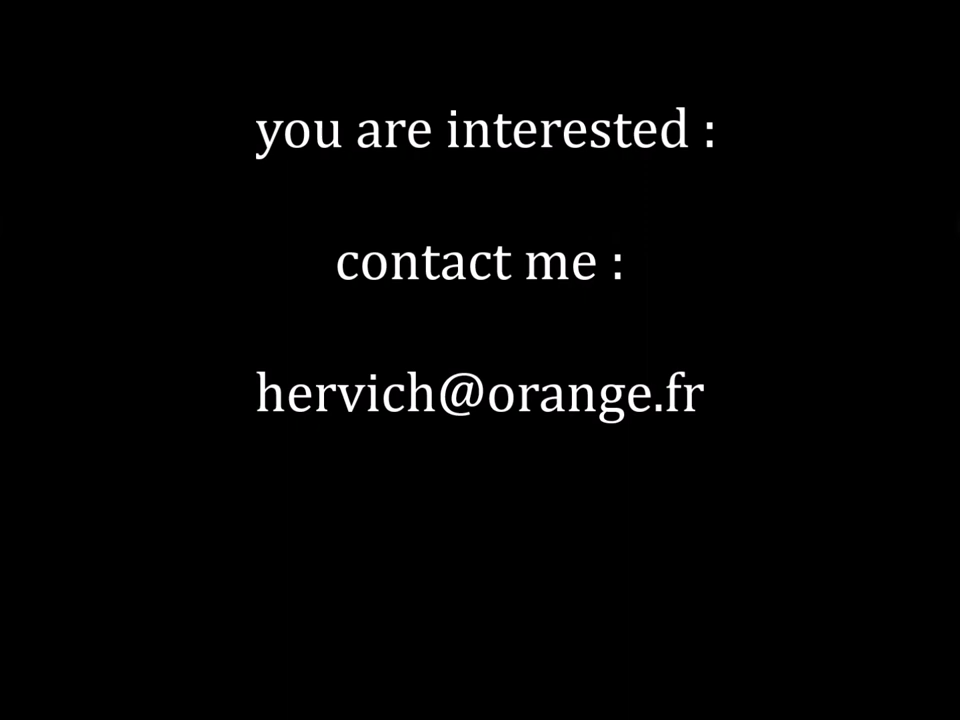 you are interested :
contact me :
hervich@orange.fr